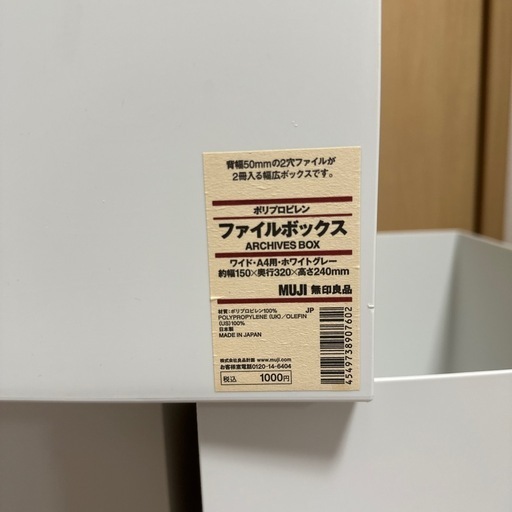 背幅50mmの2穴ファイルが
2冊入る幅広ボックスです。
ポリプロピレン
ファイルボックス
ARCHIVES BOX
ワイド・A4用・ホワイトグレー
約幅150×奥行320×高さ240mm
MUJI 無印良品
材質:ポリプロピレン100% JP
POLYPROPYLENE (UK)/OLEFIN
(US)100%
日本製
MADE IN JAPAN
株式会社良品計画 www.muji.com
お客様室電話0120-14-6404
税込 1000円
4549738907602